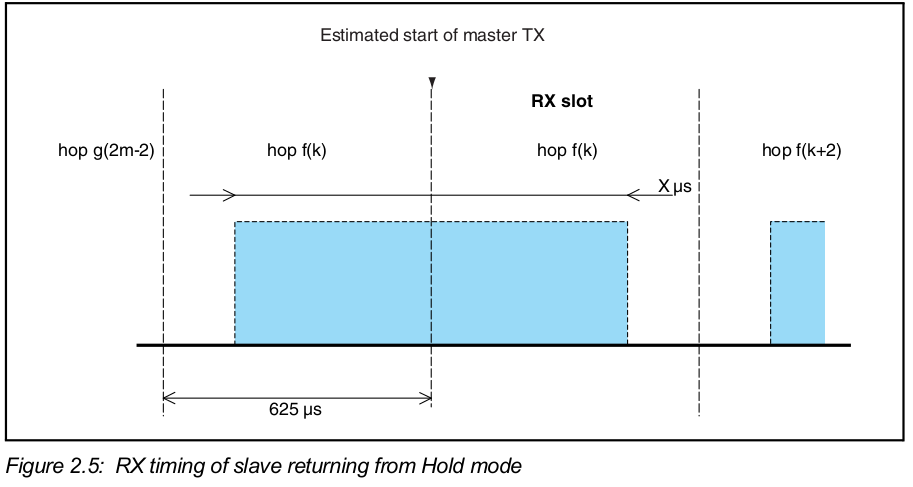 Estimated start of master TX
RX slot
hop g(2m-2)
hop f(k)
hop f(k)
hop f(k+2)
X µs
625 µs
Figure 2.5: RX timing of slave returning from Hold mode